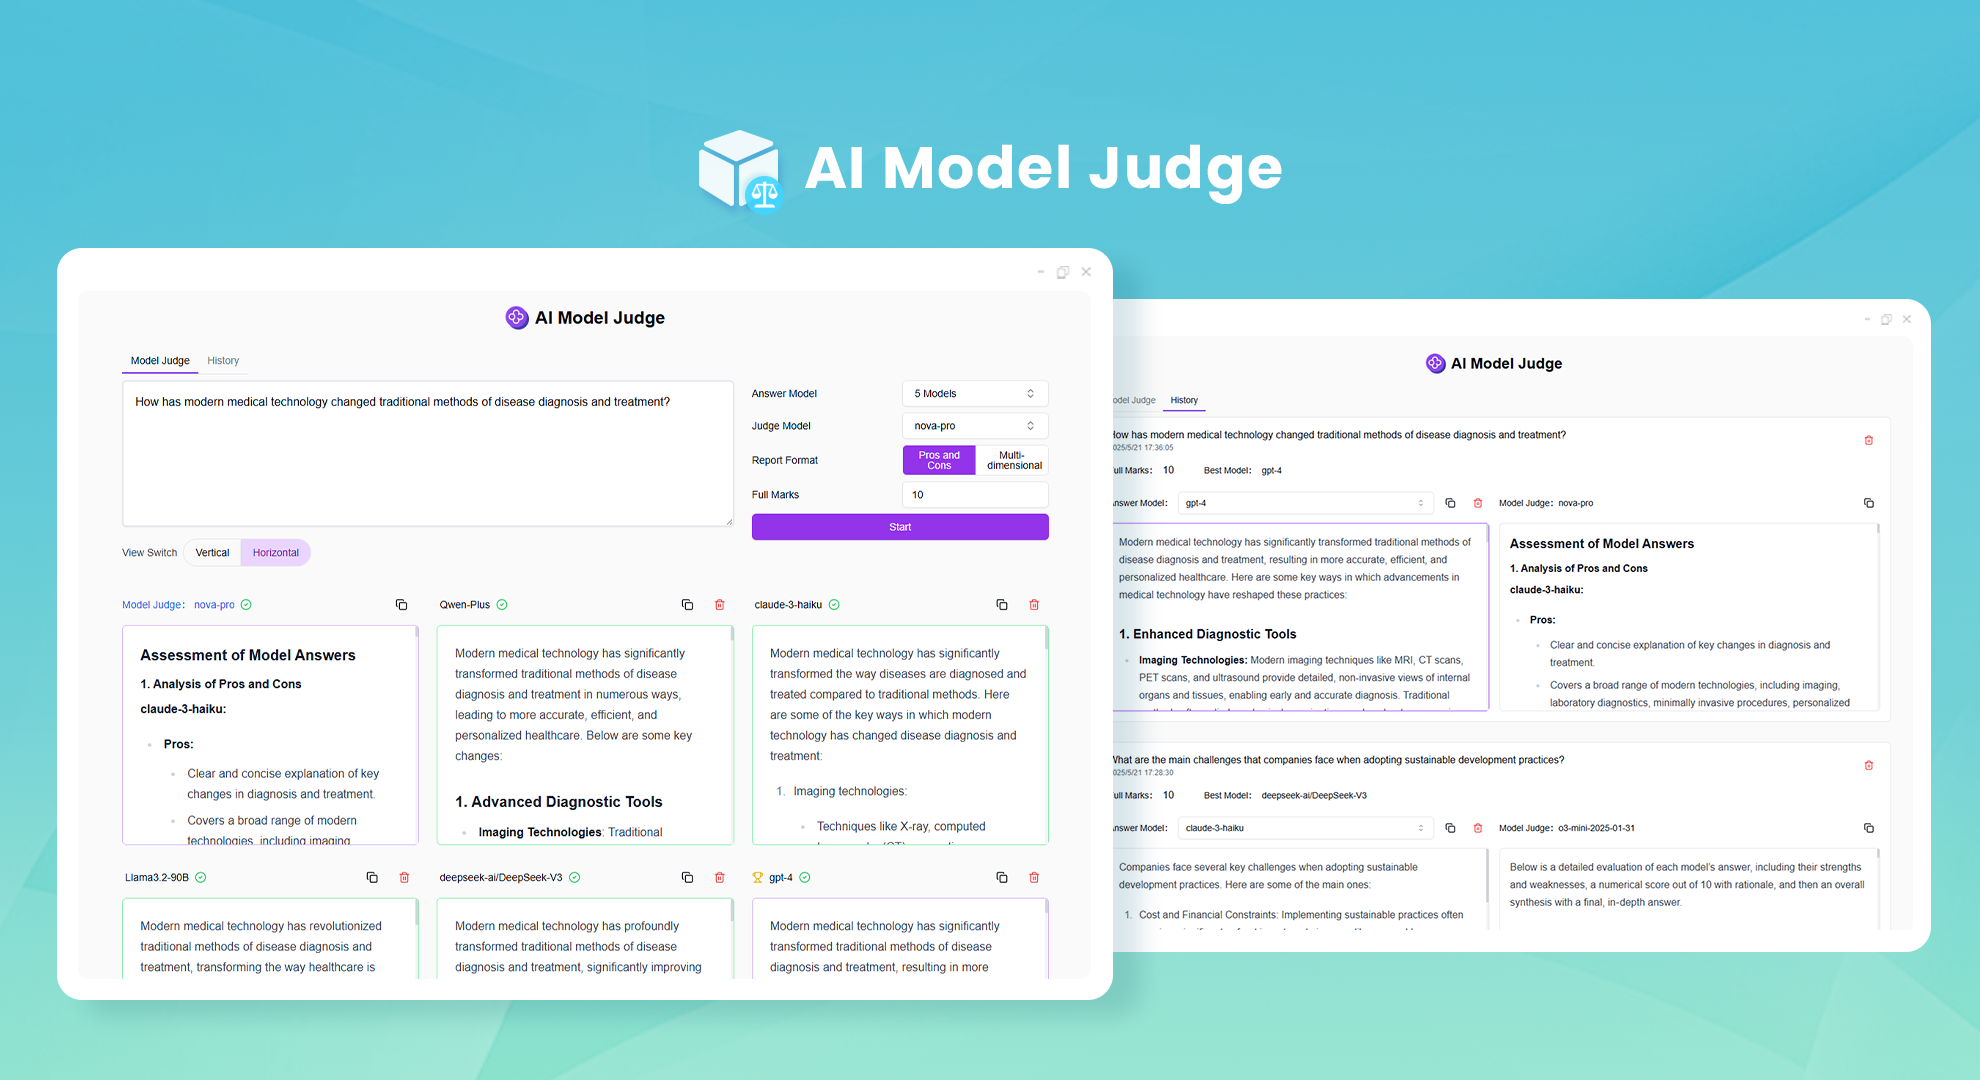 AI Model Judge
AI Model Judge
Model Judge
History
How has modern medical technology changed traditional methods of disease diagnosis and treatment?
Answer Model
5 Models
Judge Model
nova-pro
Report Format
Pros and
Cons
Multi-
dimensional
Full Marks
10
Start
View Switch
Vertical
Horizontal
Model Judge: nova-pro
Assessment of Model Answers
1. Analysis of Pros and Cons
claude-3-haiku:
Pros:
Clear and concise explanation of key
changes in diagnosis and treatment.
Covers a broad range of modern
technologies, including imaging
Qwen-Plus
Modern medical technology has significantly
transformed traditional methods of disease
diagnosis and treatment in numerous ways,
leading to more accurate, efficient, and
personalized healthcare. Below are some key
changes:
1. Advanced Diagnostic Tools
Imaging Technologies: Traditional
claude-3-haiku
Modern medical technology has significantly
transformed the way diseases are diagnosed and
treated compared to traditional methods. Here
are some of the key ways in which modern
technology has changed disease diagnosis and
treatment:
1. Imaging technologies:
Techniques like X-ray, computed
Llama3.2-90B
Modern medical technology has revolutionized
traditional methods of disease diagnosis and
treatment, transforming the way healthcare is
deepseek-ai/DeepSeek-V3
Modern medical technology has profoundly
transformed traditional methods of disease
diagnosis and treatment, significantly improving
gpt-4
Modern medical technology has significantly
transformed traditional methods of disease
diagnosis and treatment, resulting in more
AI Model Judge
odel Judge
History
How has modern medical technology changed traditional methods of disease diagnosis and treatment?
025/5/21 17:36:05
ull Marks: 10
Best Model: gpt-4
nswer Model:
gpt-4
Modern medical technology has significantly transformed traditional methods of
disease diagnosis and treatment, resulting in more accurate, efficient, and
personalized healthcare. Here are some key ways in which advancements in
medical technology have reshaped these practices:
1. Enhanced Diagnostic Tools
Imaging Technologies: Modern imaging techniques like MRI, CT scans,
PET scans, and ultrasound provide detailed, non-invasive views of internal
organs and tissues, enabling early and accurate diagnosis. Traditional
Model Judge: nova-pro
Assessment of Model Answers
1. Analysis of Pros and Cons
claude-3-haiku:
Pros:
Clear and concise explanation of key changes in diagnosis and
treatment.
Covers a broad range of modern technologies, including imaging,
laboratory diagnostics, minimally invasive procedures, personalized
What are the main challenges that companies face when adopting sustainable development practices?
025/5/21 17:28:30
ull Marks: 10
Best Model: deepseek-ai/DeepSeek-V3
nswer Model:
claude-3-haiku
Companies face several key challenges when adopting sustainable
development practices. Here are some of the main ones:
1. Cost and Financial Constraints: Implementing sustainable practices often
Model Judge: o3-mini-2025-01-31
Below is a detailed evaluation of each model's answer, including their strengths
and weaknesses, a numerical score out of 10 with rationale, and then an overall
synthesis with a final, in-depth answer.